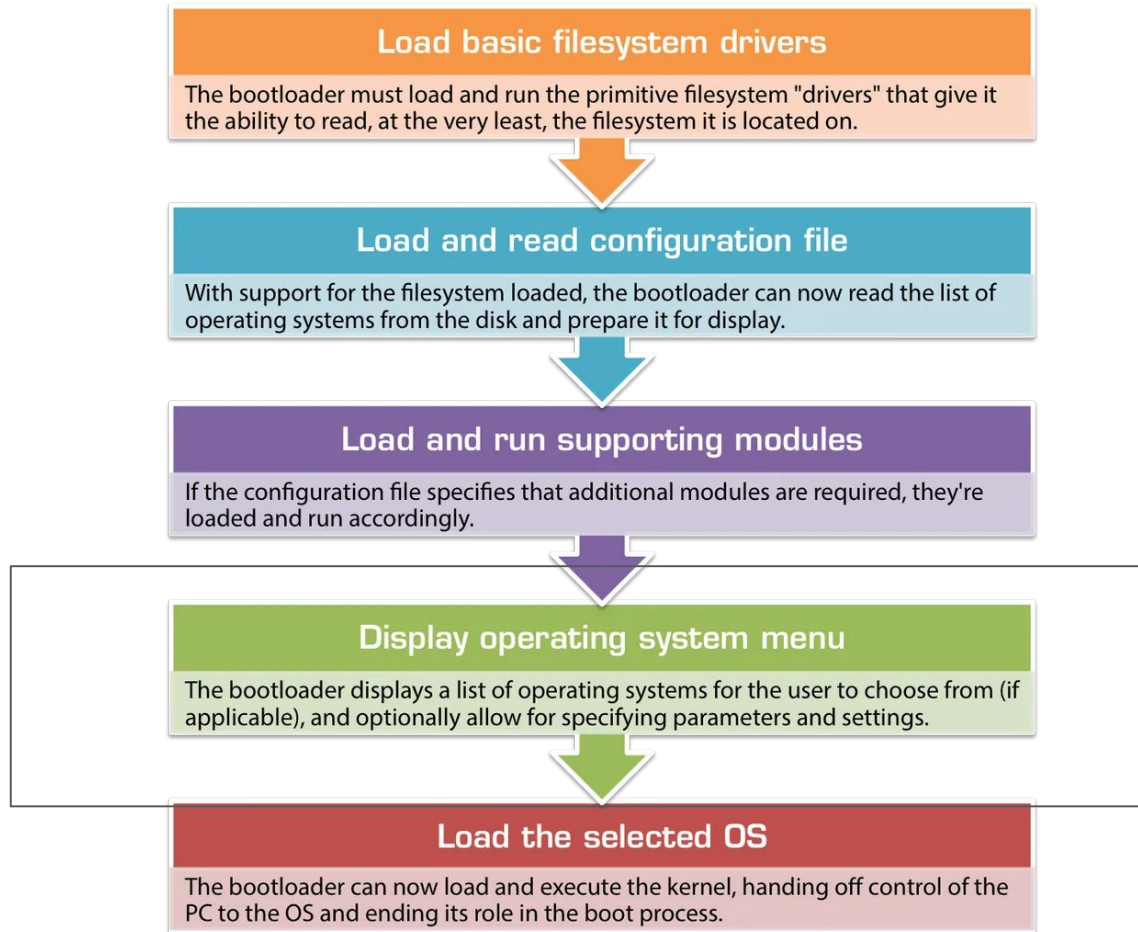 Load basic filesystem drivers
The bootloader must load and run the primitive filesystem "drivers" that give it
the ability to read, at the very least, the filesystem it is located on.
Load and read configuration file
With support for the filesystem loaded, the bootloader can now read the list of
operating systems from the disk and prepare it for display.
Load and run supporting modules
If the configuration file specifies that additional modules are required, they're
loaded and run accordingly.
Display operating system menu
The bootloader displays a list of operating systems for the user to choose from (if
applicable), and optionally allow for specifying parameters and settings.
Load the selected OS
The bootloader can now load and execute the kernel, handing off control of the
PC to the OS and ending its role in the boot process.